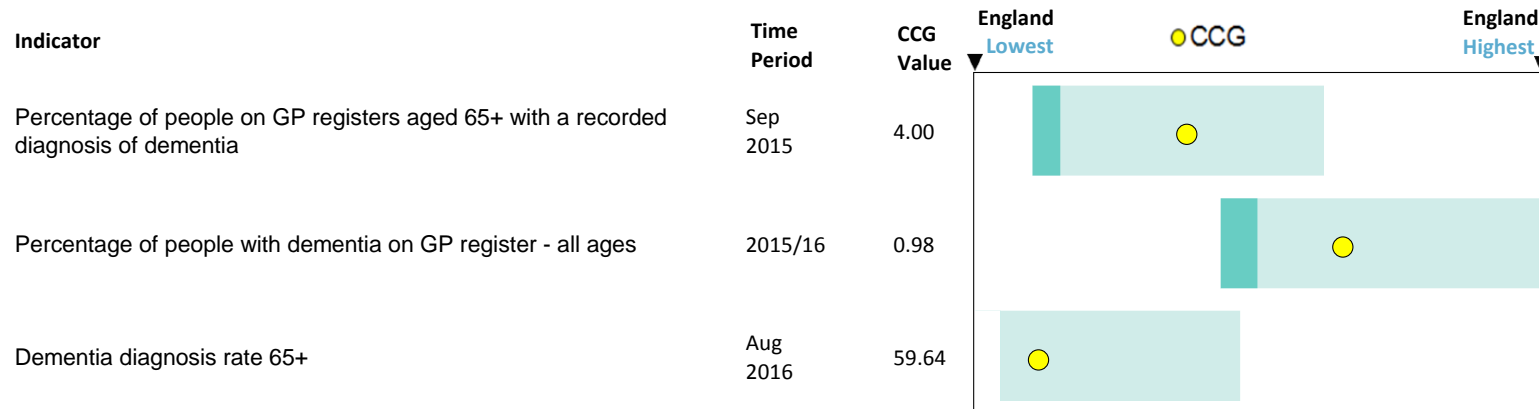 Indicator
Time
Period
CCG
Value
England
Lowest
CCG
England
Highest
Percentage of people on GP registers aged 65+ with a recorded
diagnosis of dementia
Sep
2015
4.00
Percentage of people with dementia on GP register - all ages
2015/16
0.98
Dementia diagnosis rate 65+
Aug
2016
59.64